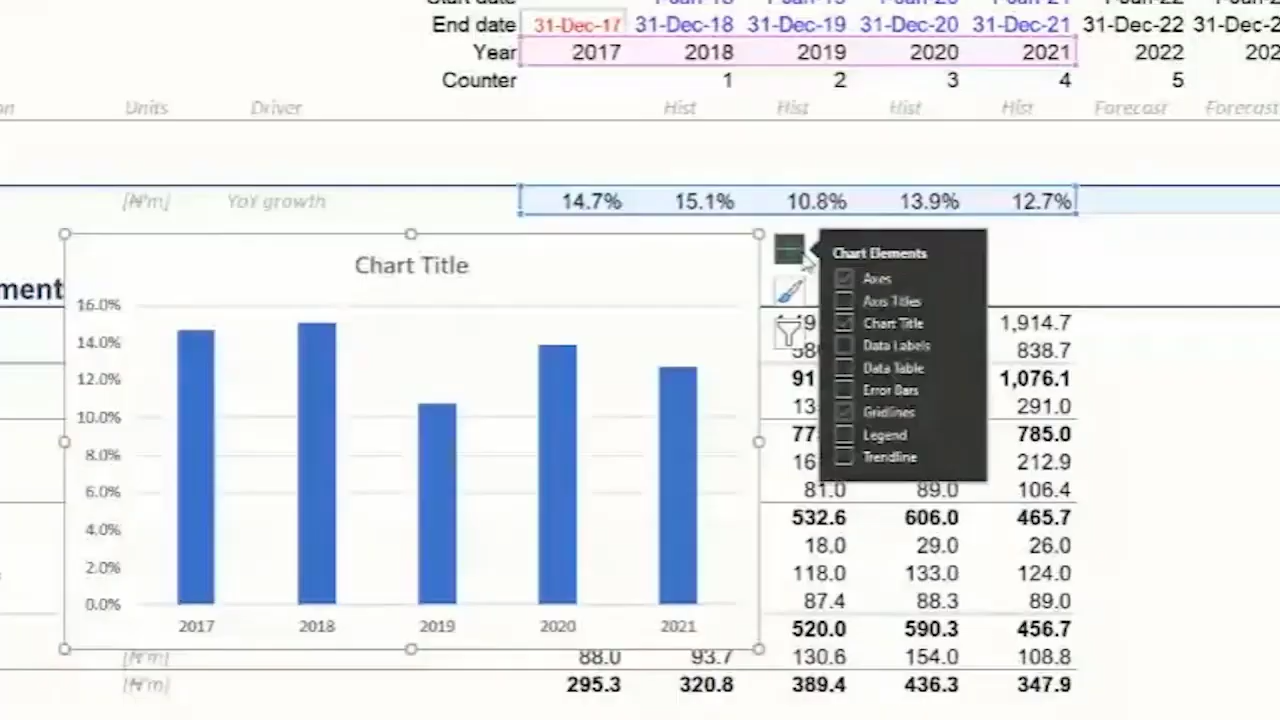 End date 31-Dec-17 31-Dec-18 31-Dec-19 31-Dec-20 31-Dec-21 31-Dec-22
Year 2017 2018 2019 2020 2021 2022
Counter 1 2 3 4 5
Units Driver Hist Hist Hist Hist Forecast Forecast
[₦m] YoY growth 14.7% 15.1% 10.8% 13.9% 12.7%
Chart Title
16.0%
14.0%
12.0%
10.0%
8.0%
6.0%
4.0%
2.0%
0.0%
2017 2018 2019 2020 2021
Chart Elements
Axes
Axis Titles
Chart Title
Data Labels
Data Table
Error Bars
Gridlines
Legend
Trendline
1,914.7
838.7
1,076.1
291.0
785.0
212.9
81.0 89.0 106.4
532.6 606.0 465.7
18.0 29.0 26.0
118.0 133.0 124.0
87.4 88.3 89.0
520.0 590.3 456.7
[₦m] 88.0 93.7 130.6 154.0 108.8
[₦m] 295.3 320.8 389.4 436.3 347.9